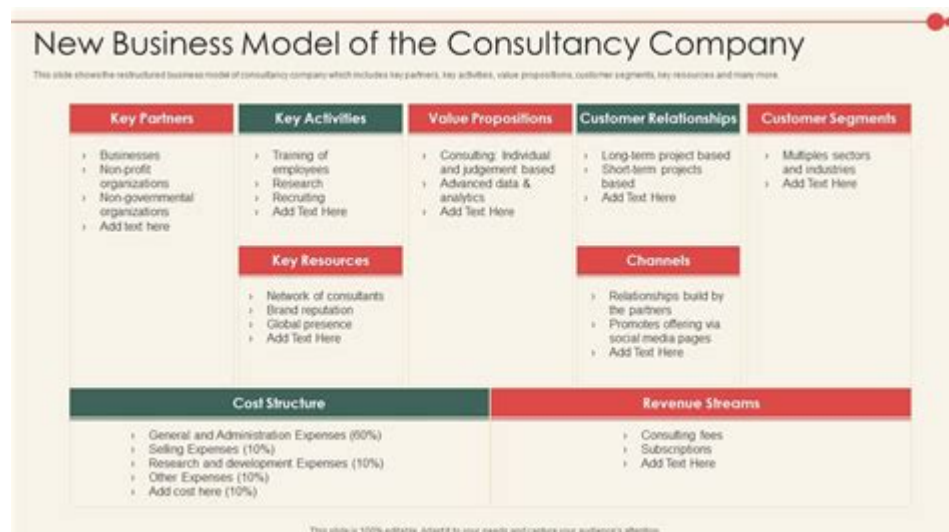 New Business Model of the Consultancy Company
This slide shows the restructured business model of consultancy company which includes key partners, key activities, value propositions, customer segments, key resources and many more.
Key Partners
› Businesses
› Non-profit
organizations
› Non-governmental
organizations
› Add text here
Key Activities
› Training of
employees
› Research
› Recruiting
› Add Text Here
Key Resources
› Network of consultants
› Brand reputation
› Global presence
› Add Text Here
Value Propositions
› Consulting: Individual
and judgement based
› Advanced data &
analytics
› Add Text Here
Customer Relationships
› Long-term project based
› Short-term projects
based
› Add Text Here
Channels
› Relationships build by
the partners
› Promotes offering via
social media pages
› Add Text Here
Customer Segments
› Multiples sectors
and industries
› Add Text Here
Cost Structure
› General and Administration Expenses (60%)
› Selling Expenses (10%)
› Research and development Expenses (10%)
› Other Expenses (10%)
› Add cost here (10%)
Revenue Streams
› Consulting fees
› Subscriptions
› Add Text Here
This slide is 100% editable. Adapt it to your needs and capture your audience's attention.